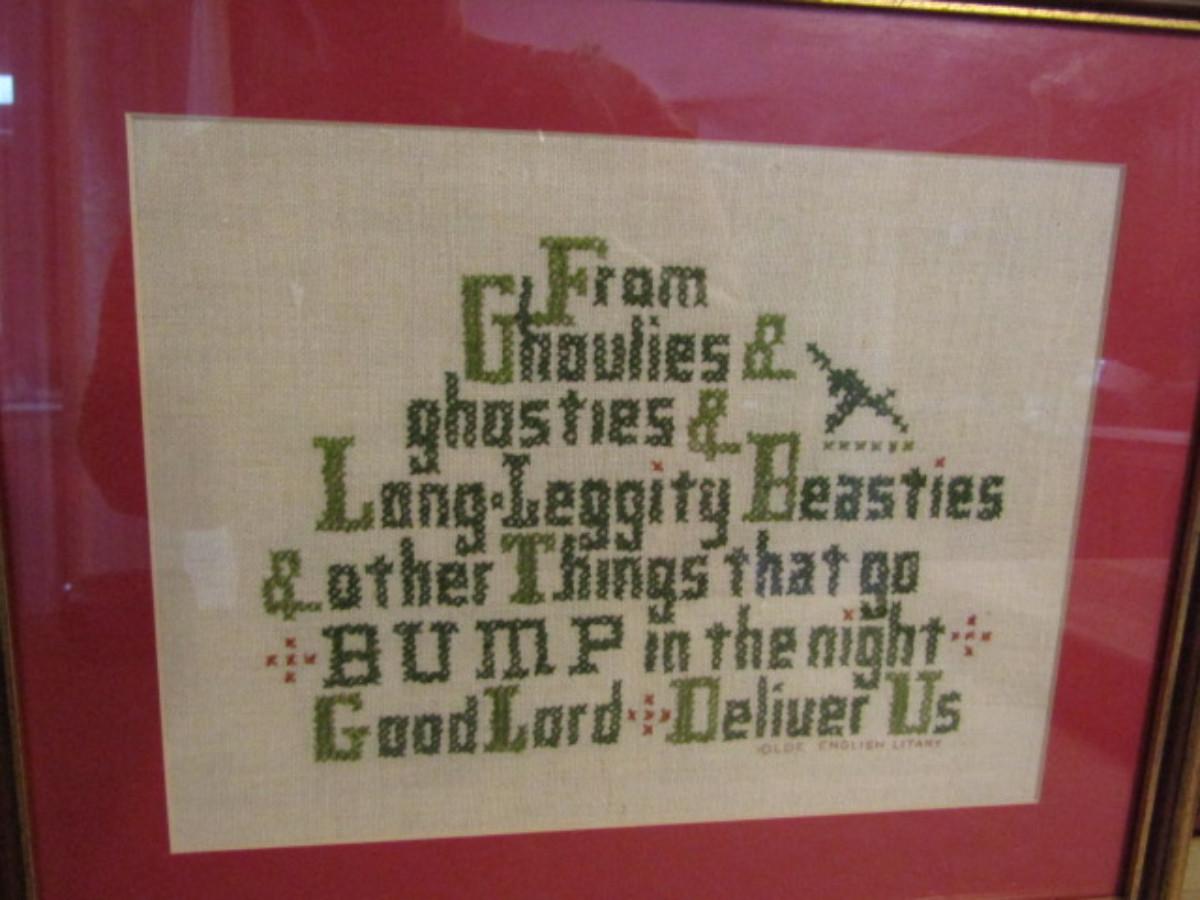 From
Ghoulies &
ghosties &
Long-Leggity Beasties
& other Things that go
BUMP in the night
Good Lord Deliver Us
OLDE ENGLISH LITANY